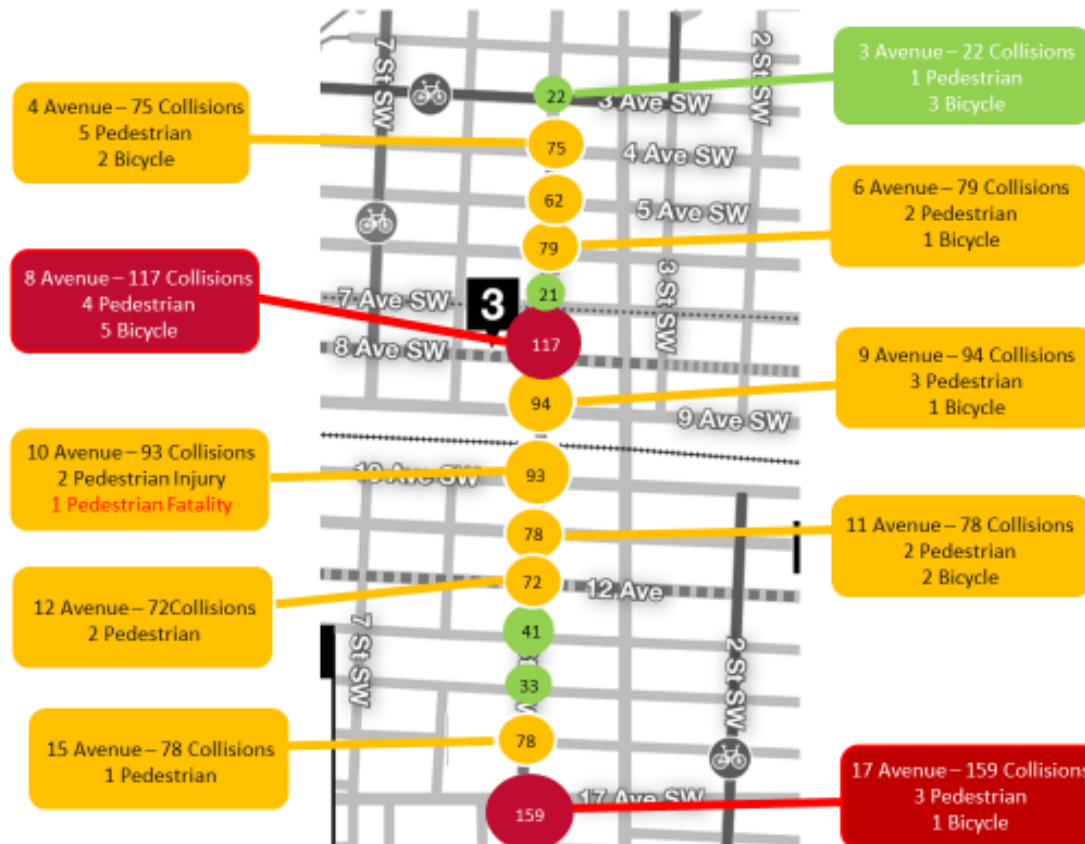 4 Avenue – 75 Collisions
5 Pedestrian
2 Bicycle
8 Avenue – 117 Collisions
4 Pedestrian
5 Bicycle
10 Avenue – 93 Collisions
2 Pedestrian Injury
1 Pedestrian Fatality
12 Avenue – 72Collisions
2 Pedestrian
15 Avenue – 78 Collisions
1 Pedestrian
7 St SW
2 St SW
22
3 Ave SW
75
4 Ave SW
62
5 Ave SW
79
21
7 Ave SW
3
3 St SW
117
8 Ave SW
94
9 Ave SW
93
10 Ave SW
78
72
12 Ave
41
7 St SW
33
2 St SW
78
17 Ave SW
159
3 Avenue – 22 Collisions
1 Pedestrian
3 Bicycle
6 Avenue – 79 Collisions
2 Pedestrian
1 Bicycle
9 Avenue – 94 Collisions
3 Pedestrian
1 Bicycle
11 Avenue – 78 Collisions
2 Pedestrian
2 Bicycle
17 Avenue – 159 Collisions
3 Pedestrian
1 Bicycle